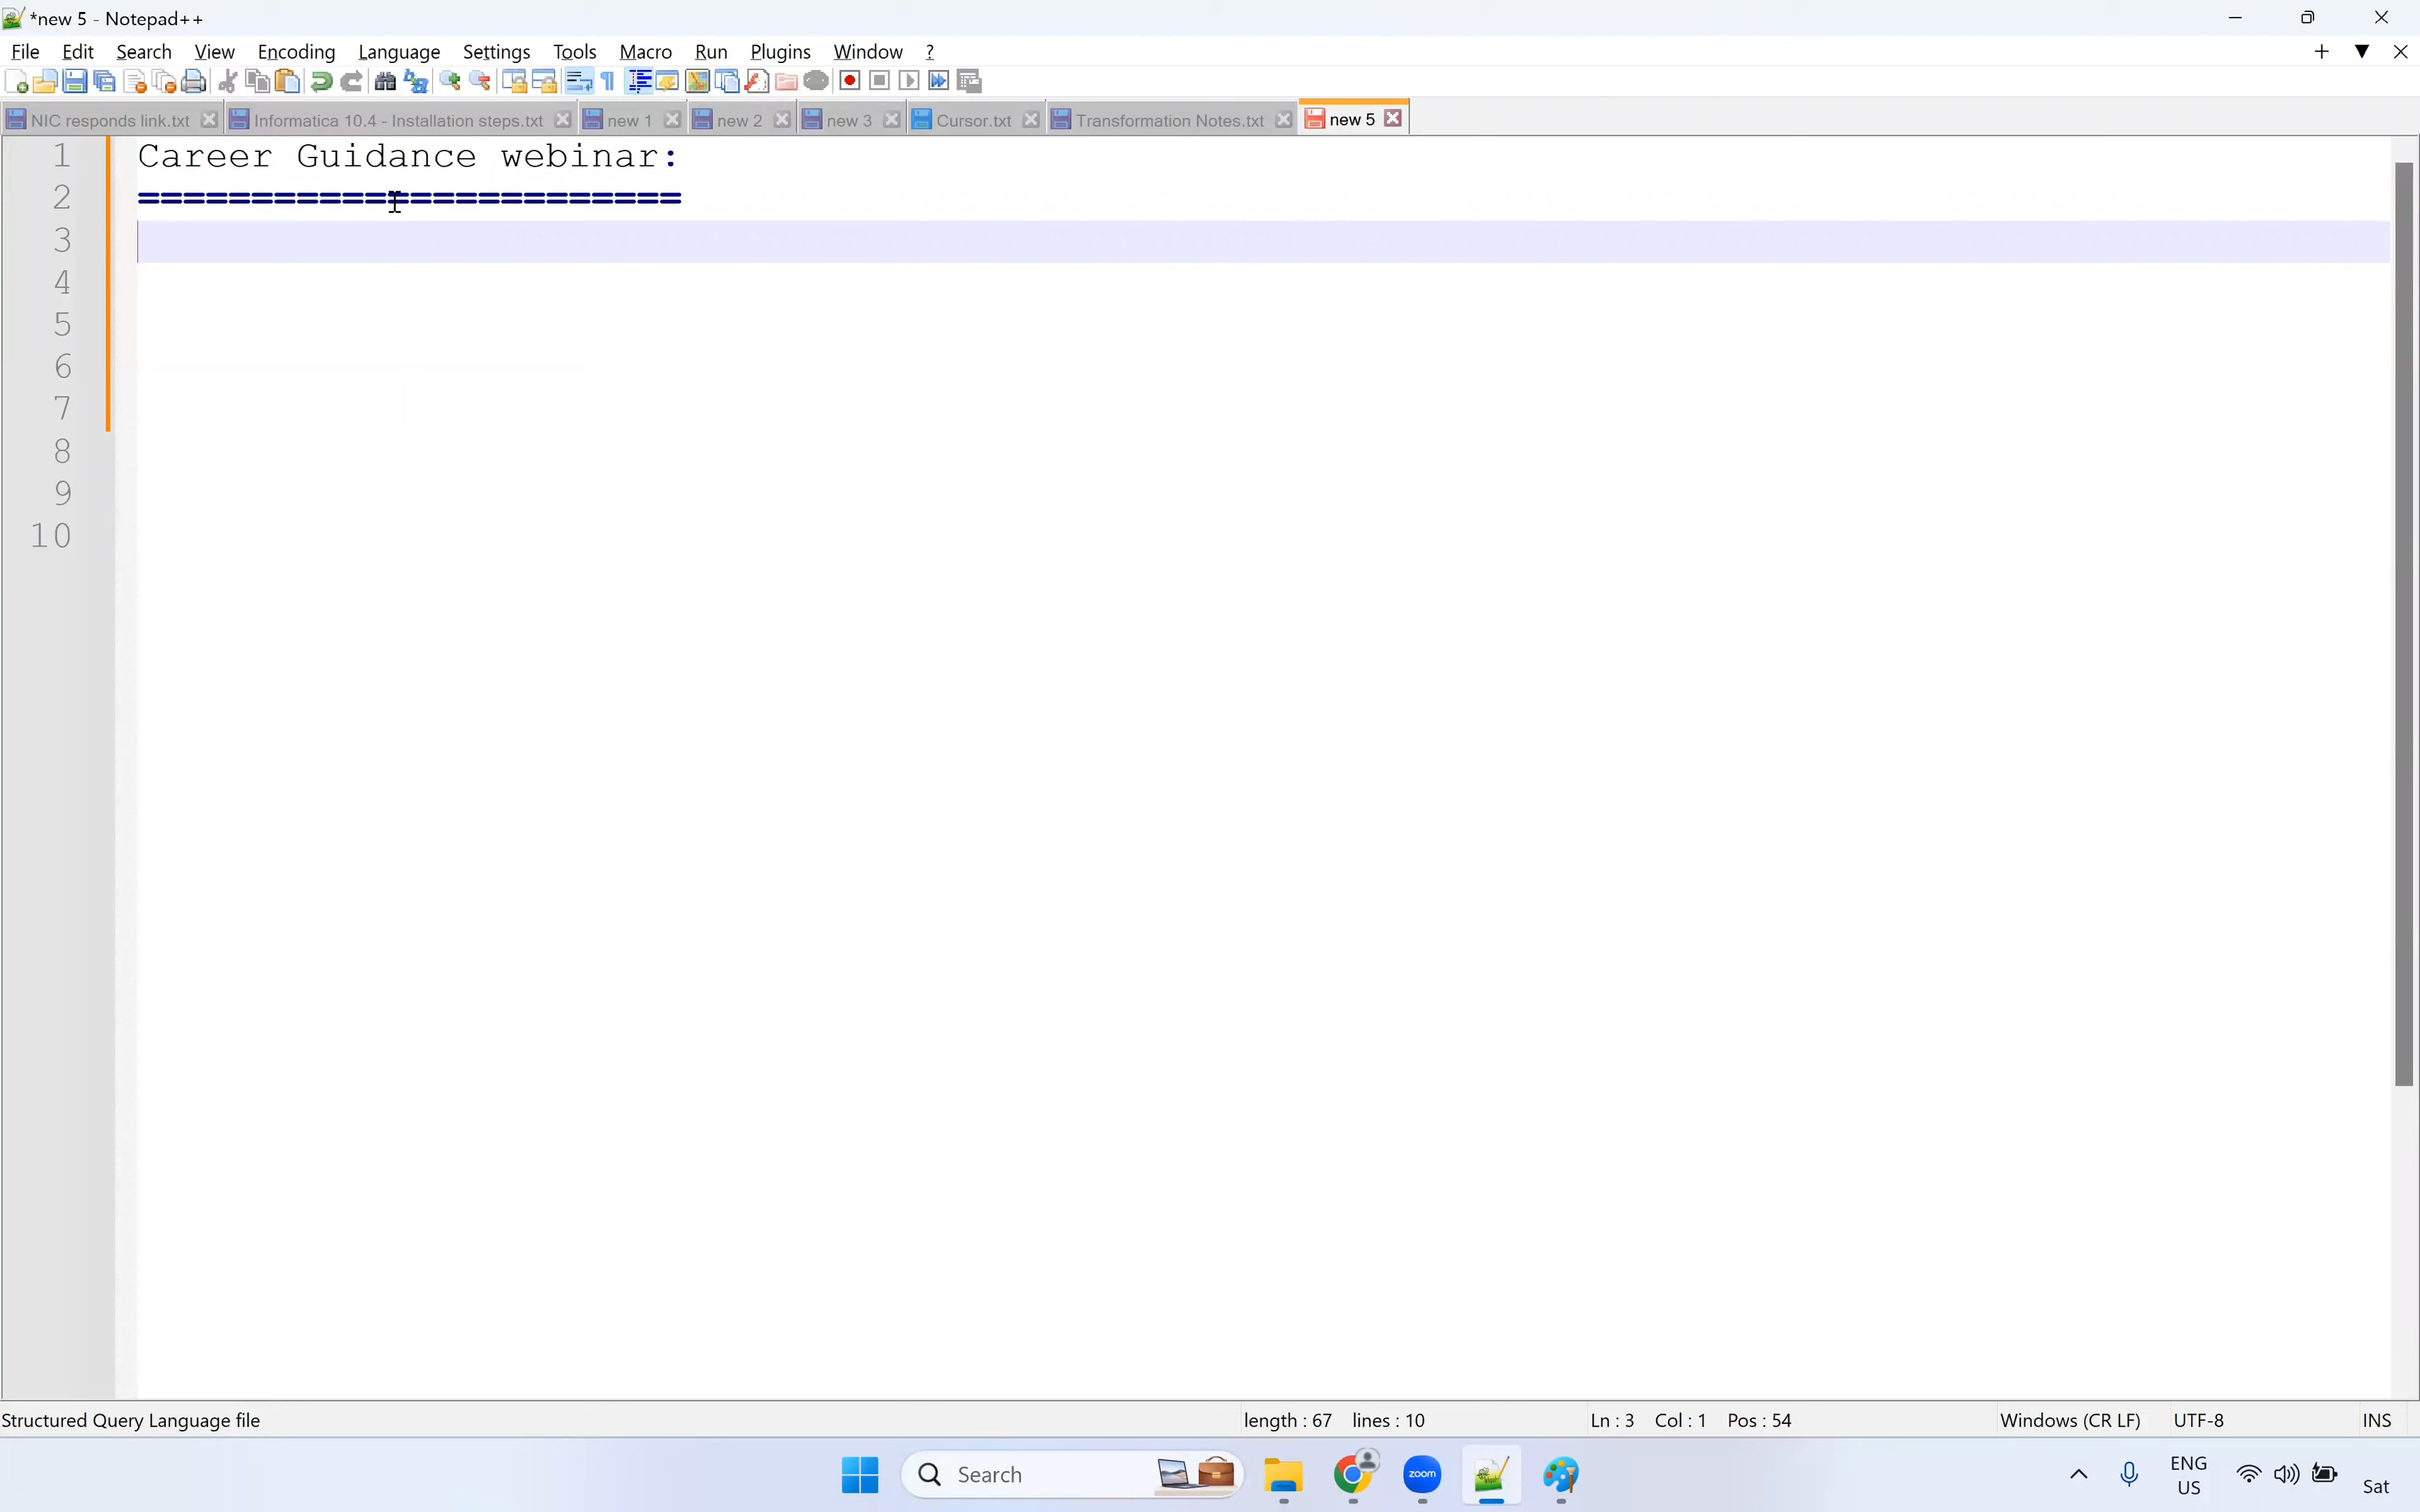 *new 5 - Notepad++
File Edit Search View Encoding Language Settings Tools Macro Run Plugins Window ?
NIC responds link.txt Informatica 10.4 - Installation steps.txt new 1 new 2 new 3 Cursor.txt Transformation Notes.txt new 5
1 Career Guidance webinar:
2 ========================
3
4
5
6
7
8
9
10
Structured Query Language file length : 67 lines : 10 Ln : 3 Col : 1 Pos : 54 Windows (CR LF) UTF-8 INS
Search zoom ENG
US Sat